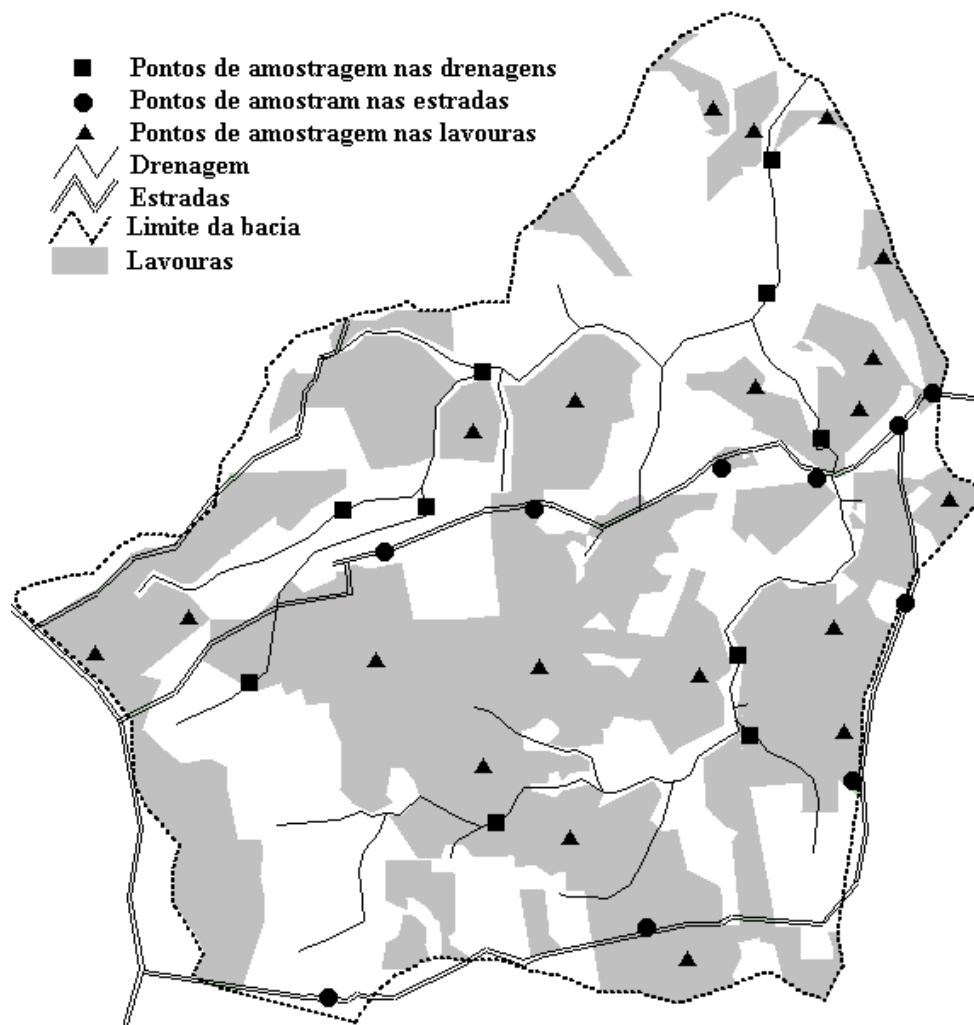 Pontos de amostragem nas drenagens
Pontos de amostram nas estradas
Pontos de amostragem nas lavouras
Drenagem
Estradas
Limite da bacia
Lavouras